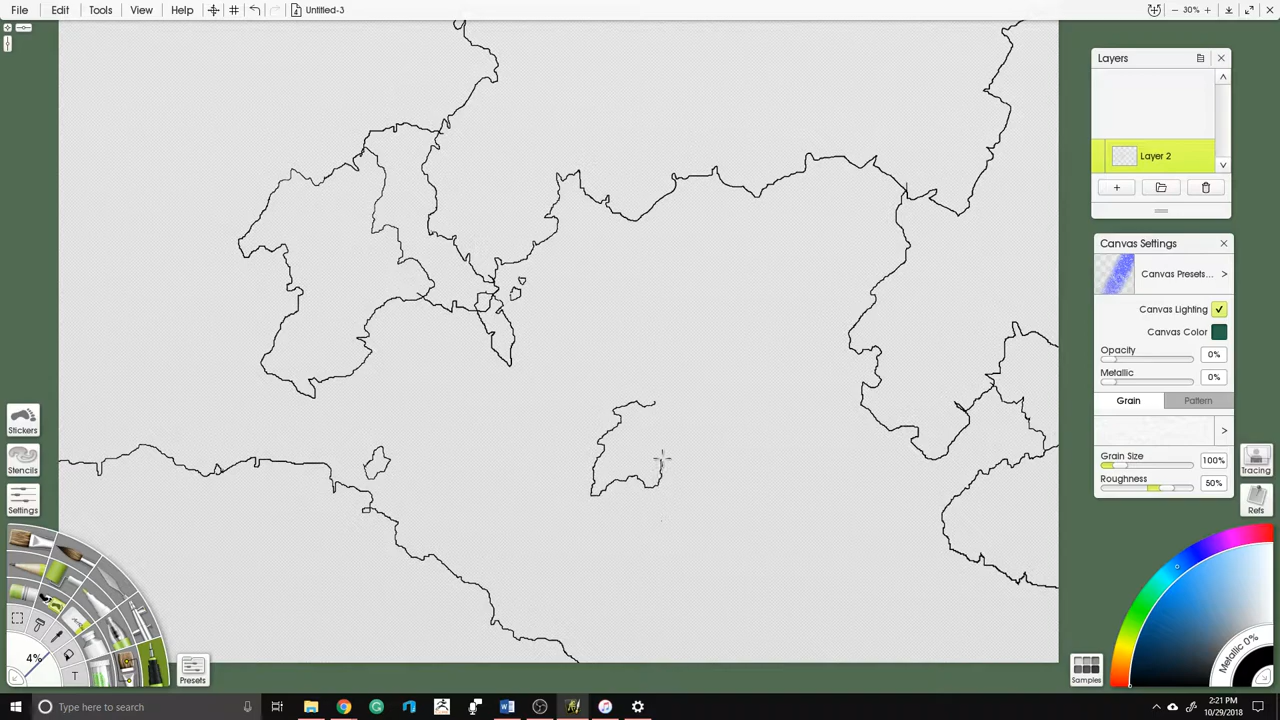 File Edit Tools View Help Untitled-3 30%
Layers
Layer 2
Canvas Settings
Canvas Presets...
Canvas Lighting
Canvas Color
Opacity
0%
Metallic
0%
Grain Pattern
Grain Size
100%
Roughness
50%
Stickers
Stencils
Settings
4%
T
Presets
Tracing
Refs
Metallic 0%
Samples
Type here to search
2:21 PM
10/29/2018